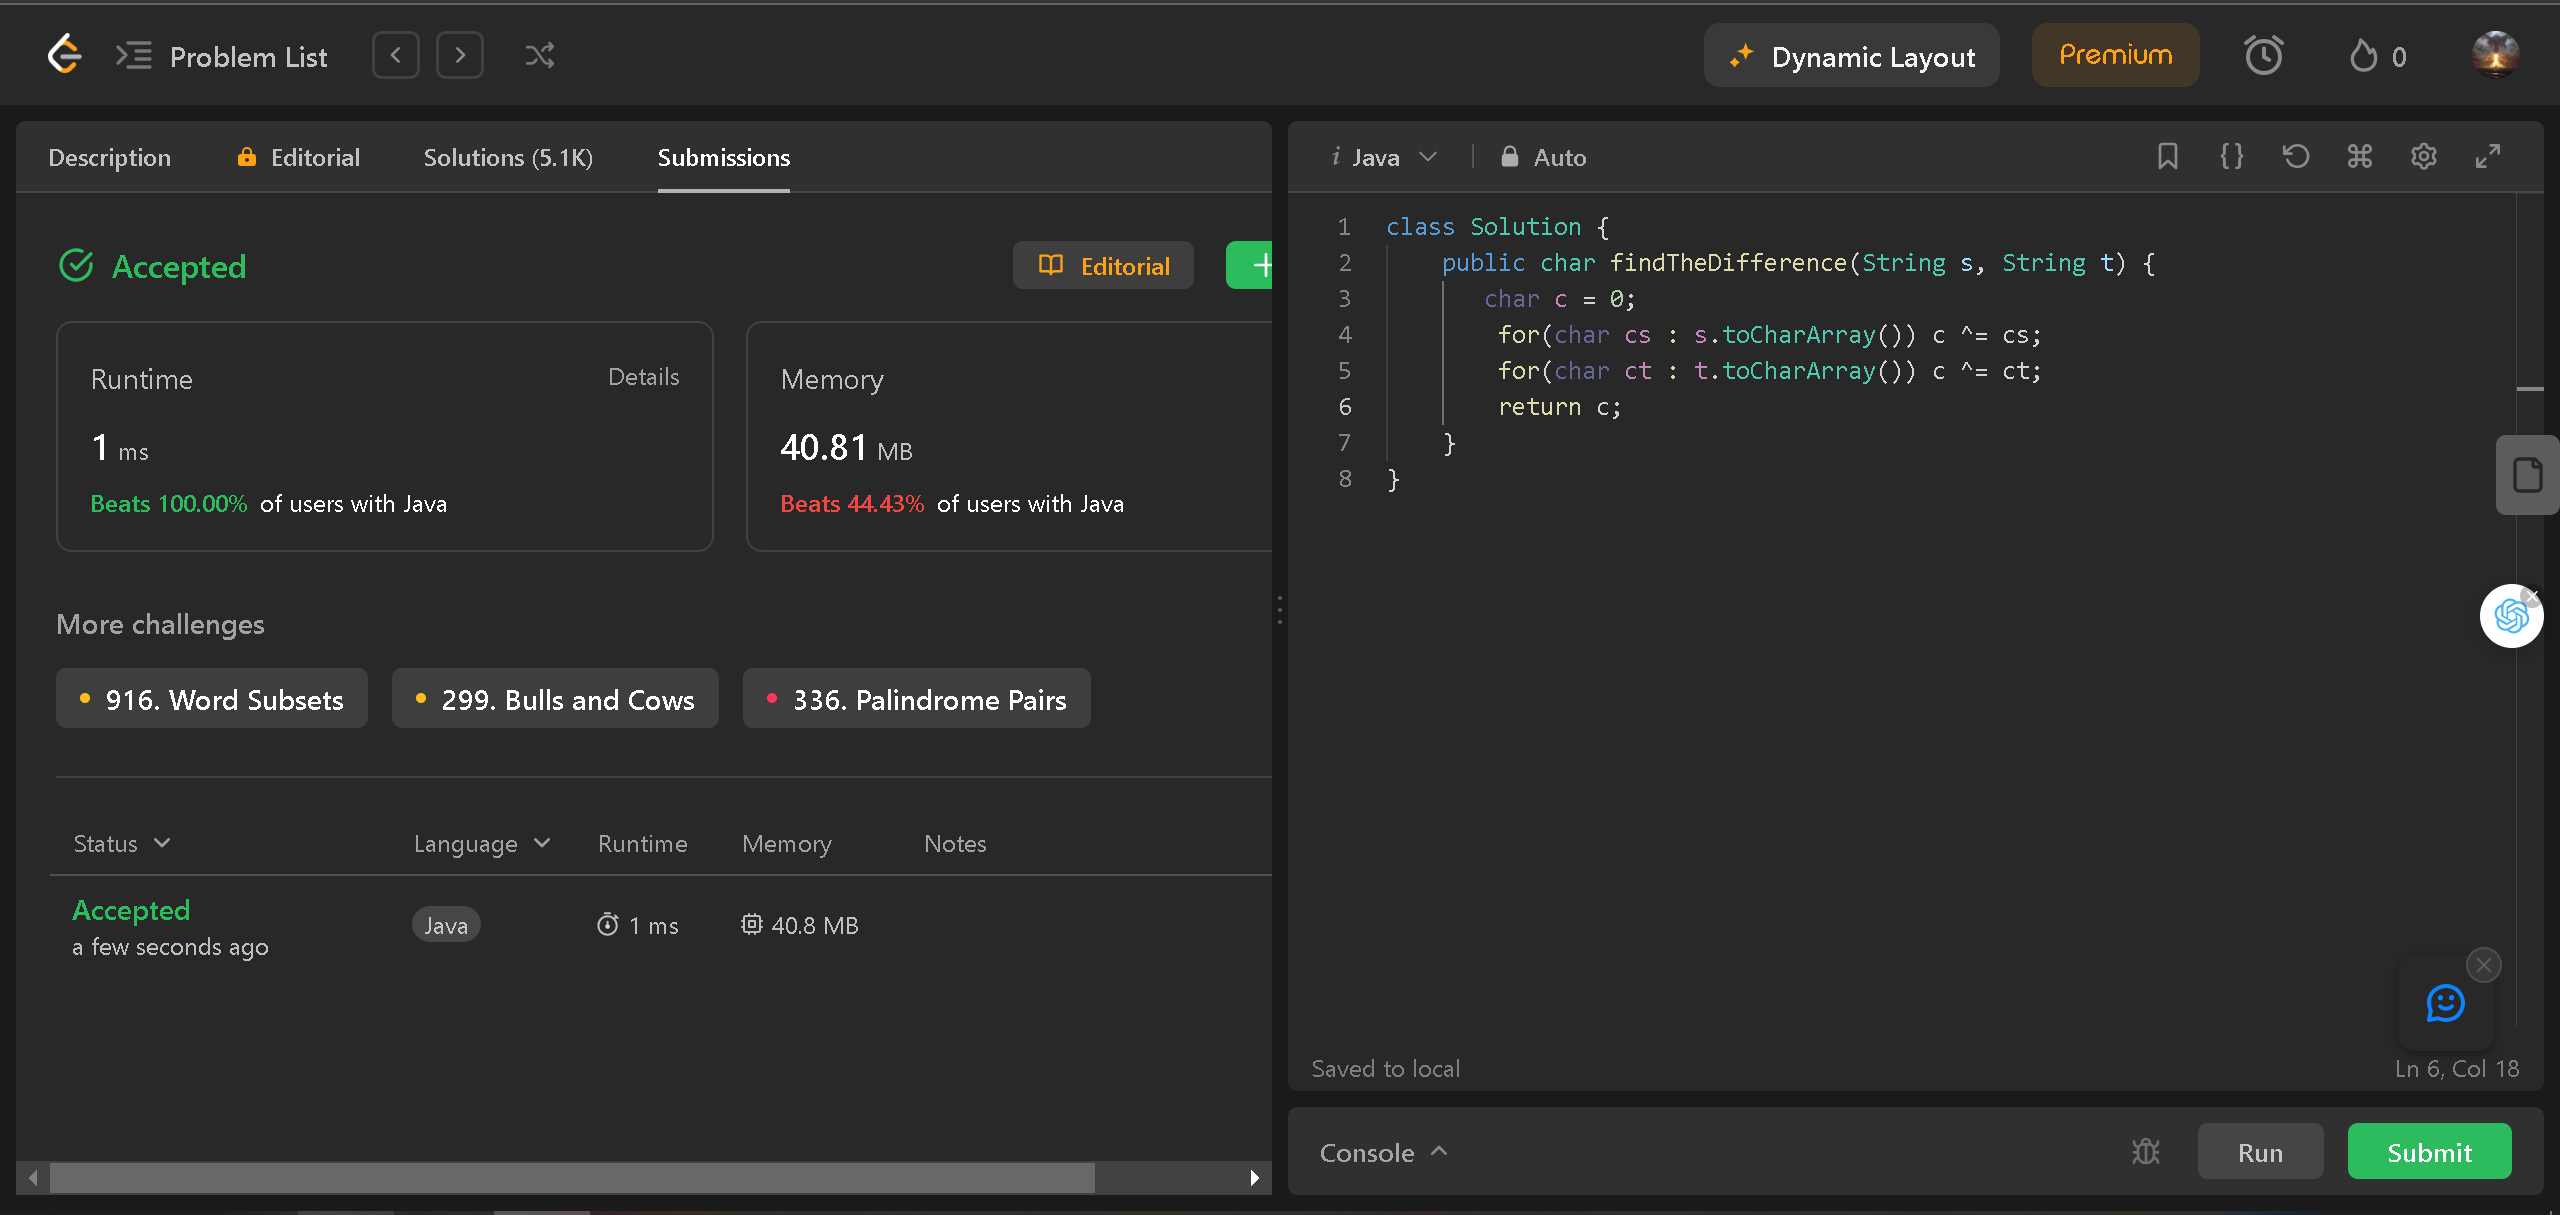 Problem List
Dynamic Layout
Premium
0
Description
Editorial
Solutions (5.1K)
Submissions
Accepted
Editorial
Runtime
Details
1 ms
Beats 100.00% of users with Java
Memory
40.81 MB
Beats 44.43% of users with Java
More challenges
916. Word Subsets
299. Bulls and Cows
336. Palindrome Pairs
Status
Language
Runtime
Memory
Notes
Accepted
a few seconds ago
Java
1 ms
40.8 MB
i Java
Auto
1 class Solution {
2 public char findTheDifference(String s, String t) {
3 char c = 0;
4 for(char cs : s.toCharArray()) c ^= cs;
5 for(char ct : t.toCharArray()) c ^= ct;
6 return c;
7 }
8 }
Saved to local
Ln 6, Col 18
Console
Run
Submit